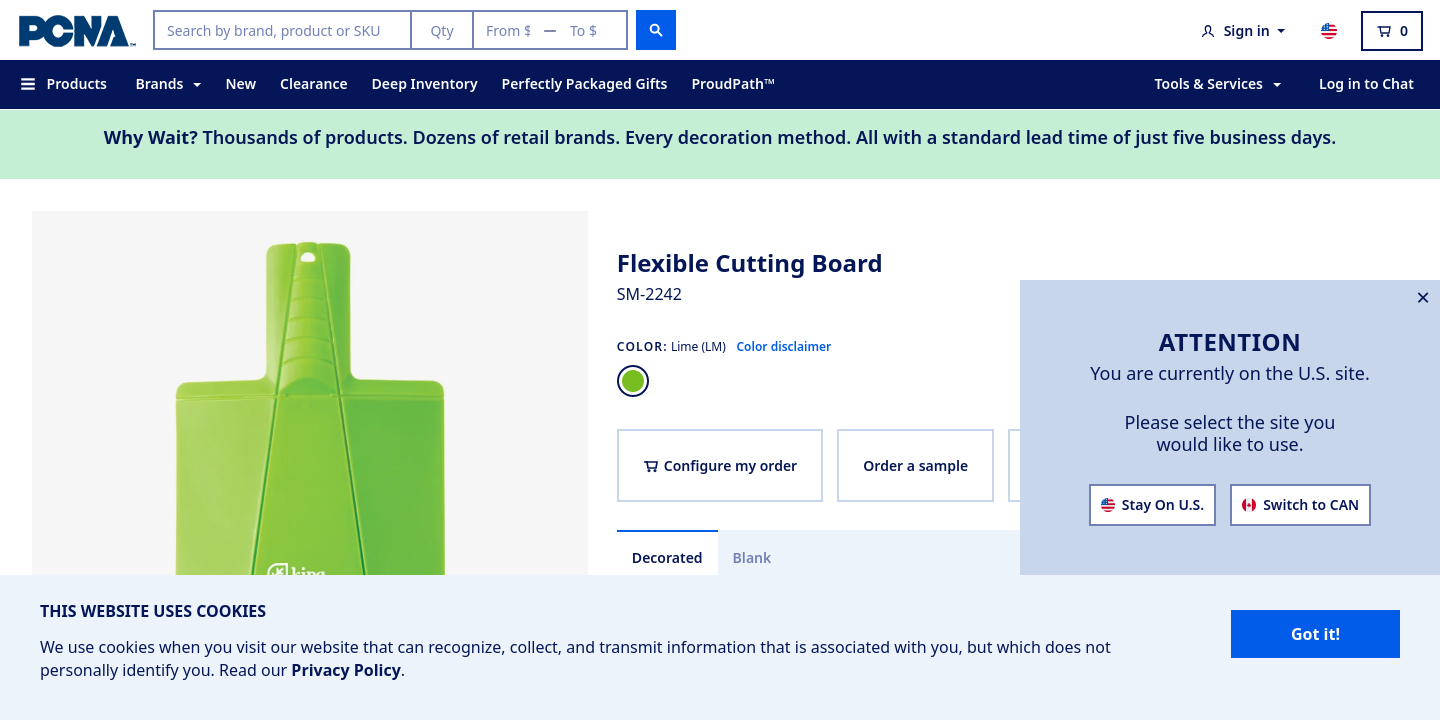 PCNA
Search by brand, product or SKU
Qty
From $ — To $
Sign in
0
Products
Brands
New
Clearance
Deep Inventory
Perfectly Packaged Gifts
ProudPath™
Tools & Services
Log in to Chat
Why Wait? Thousands of products. Dozens of retail brands. Every decoration method. All with a standard lead time of just five business days.
Flexible Cutting Board
SM-2242
COLOR: Lime (LM) Color disclaimer
Configure my order
Order a sample
Decorated
Blank
ATTENTION
You are currently on the U.S. site.
Please select the site you
would like to use.
Stay On U.S.
Switch to CAN
THIS WEBSITE USES COOKIES
We use cookies when you visit our website that can recognize, collect, and transmit information that is associated with you, but which does not
personally identify you. Read our Privacy Policy.
Got it!